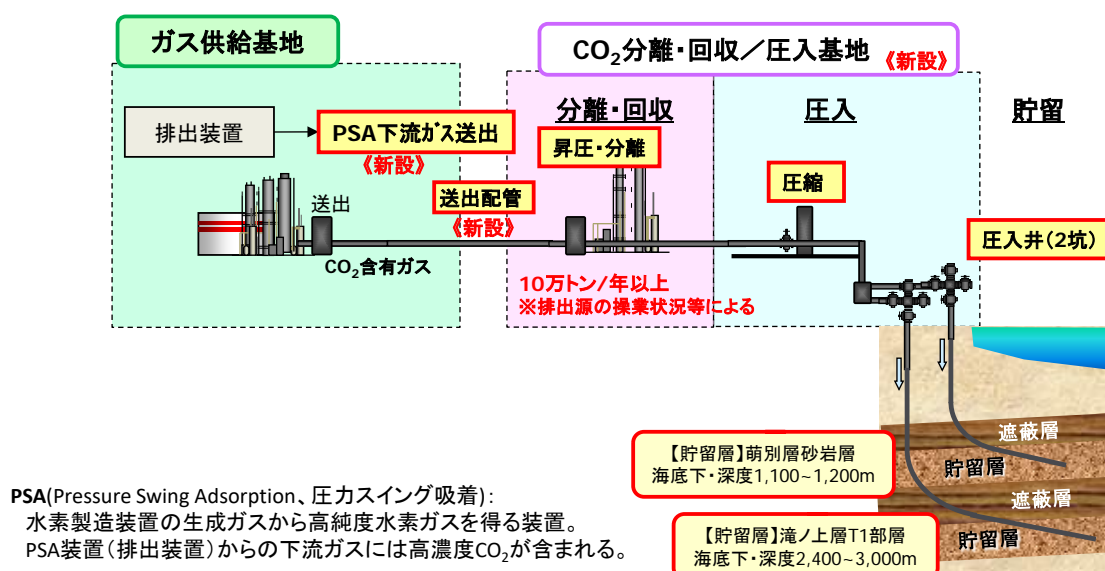 ガス供給基地
CO2分離・回収／圧入基地 《新設》
分離・回収
圧入
貯留
排出装置
PSA下流ガス送出
《新設》
昇圧・分離
圧縮
送出
送出配管
《新設》
圧入井（2坑）
CO2含有ガス
10万トン/年以上
※排出源の操業状況等による
遮蔽層
【貯留層】萌別層砂岩層
海底下・深度1,100~1,200m
貯留層
遮蔽層
PSA(Pressure Swing Adsorption、圧力スイング吸着)：
水素製造装置の生成ガスから高純度水素ガスを得る装置。
PSA装置（排出装置）からの下流ガスには高濃度CO2が含まれる。
【貯留層】滝ノ上層T1部層
海底下・深度2,400~3,000m
貯留層